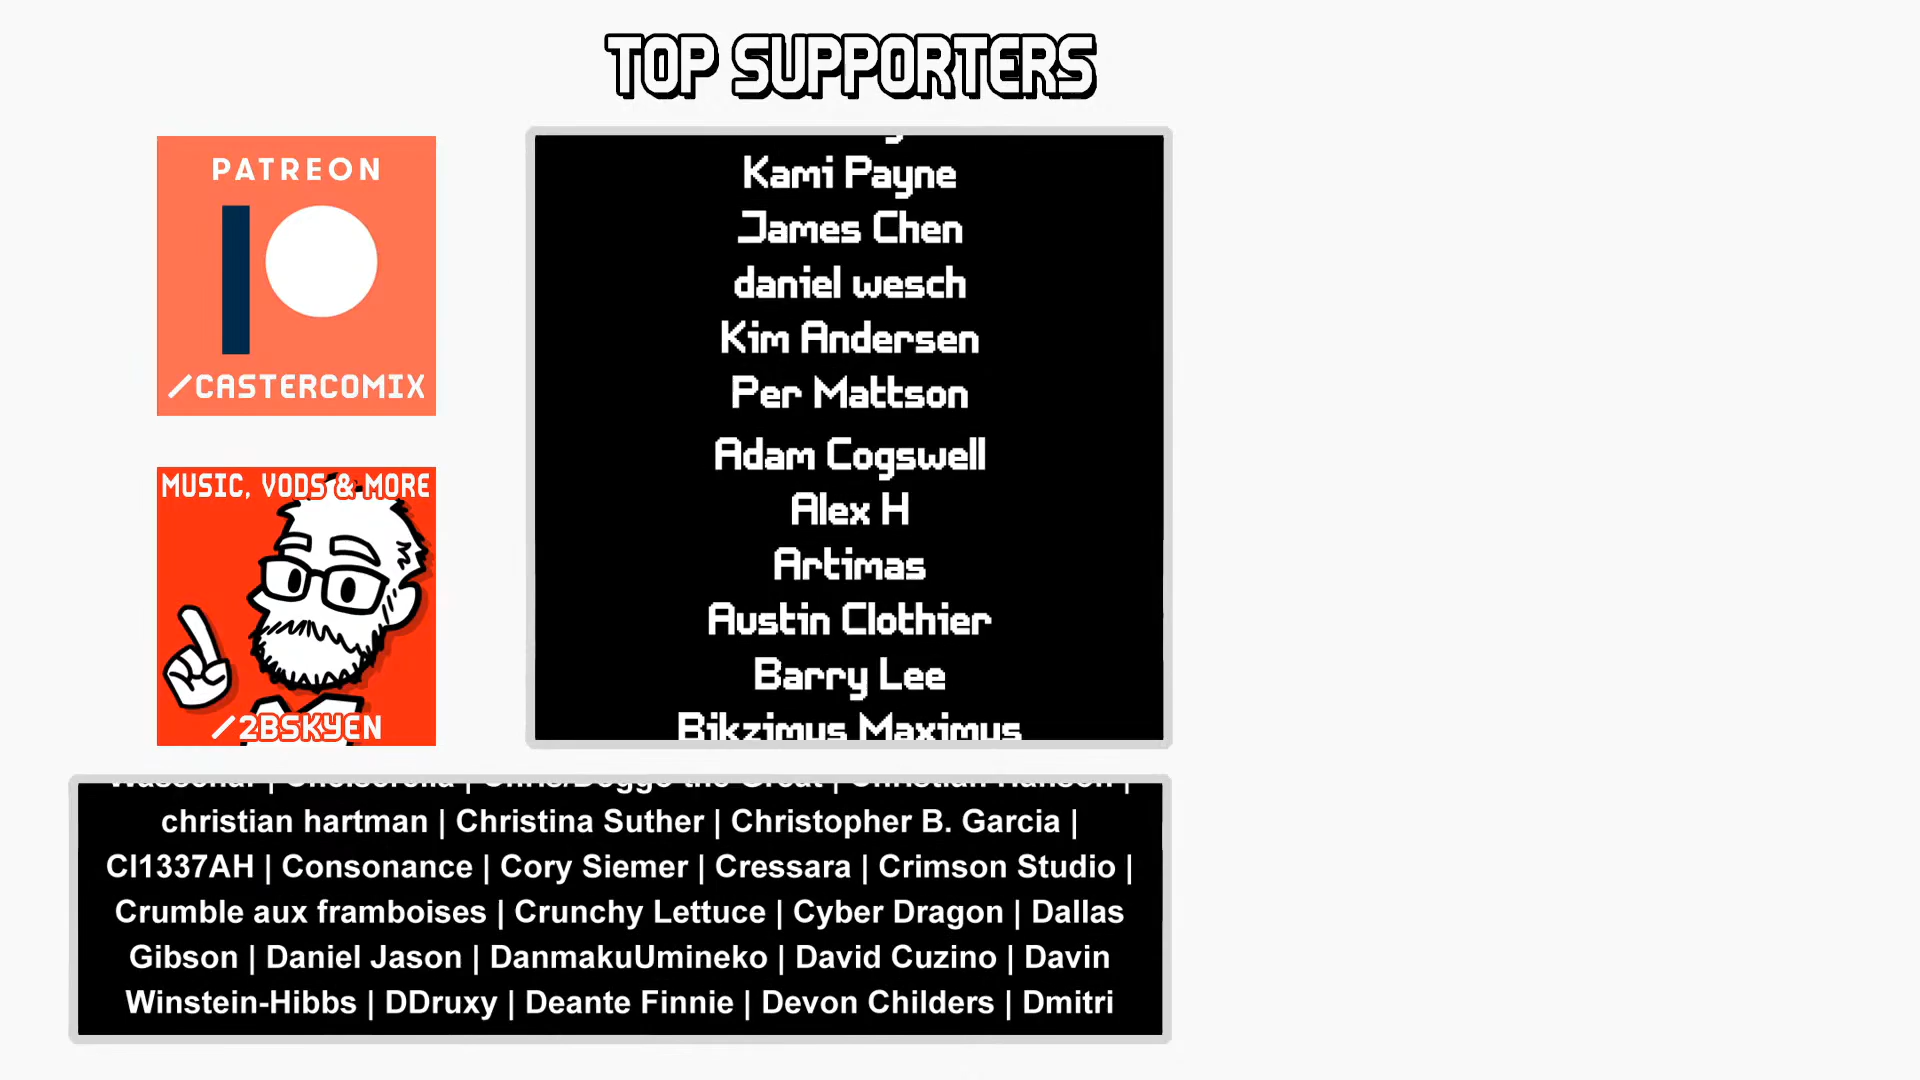 TOP SUPPORTERS
PATREON
/CASTERCOMIX
MUSIC, VODS & MORE
/2BSKYEN
Kami Payne
James Chen
daniel wesch
Kim Andersen
Per Mattson
Adam Cogswell
Alex H
Artimas
Austin Clothier
Barry Lee
Bikzimus Maximus
christian hartman | Christina Suther | Christopher B. Garcia |
Cl1337AH | Consonance | Cory Siemer | Cressara | Crimson Studio |
Crumble aux framboises | Crunchy Lettuce | Cyber Dragon | Dallas
Gibson | Daniel Jason | DanmakuUmineko | David Cuzino | Davin
Winstein-Hibbs | DDruxy | Deante Finnie | Devon Childers | Dmitri